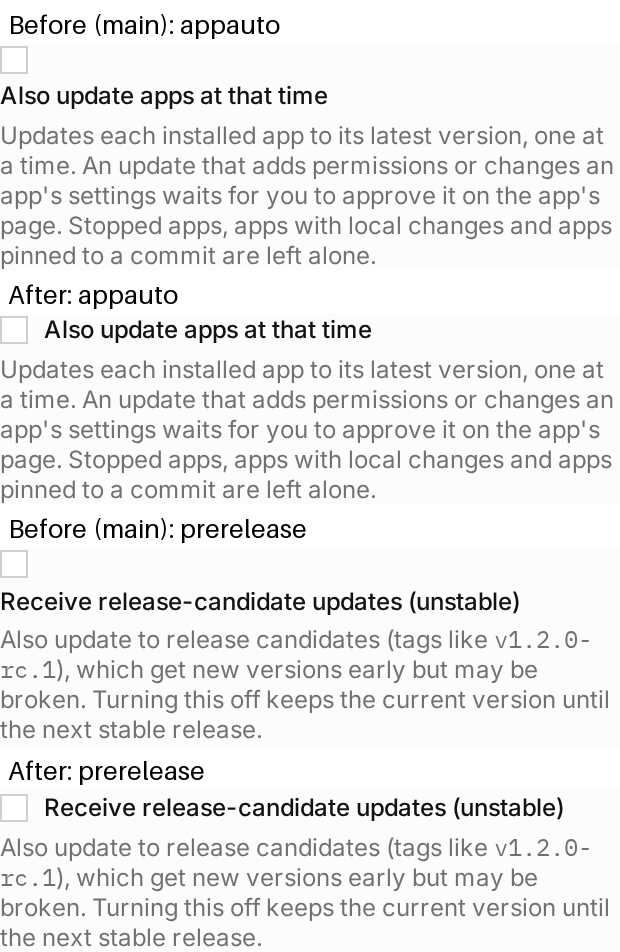 Before (main): appauto
Also update apps at that time
Updates each installed app to its latest version, one at
a time. An update that adds permissions or changes an
app's settings waits for you to approve it on the app's
page. Stopped apps, apps with local changes and apps
pinned to a commit are left alone.
After: appauto
Also update apps at that time
Updates each installed app to its latest version, one at
a time. An update that adds permissions or changes an
app's settings waits for you to approve it on the app's
page. Stopped apps, apps with local changes and apps
pinned to a commit are left alone.
Before (main): prerelease
Receive release-candidate updates (unstable)
Also update to release candidates (tags like v1.2.0-
rc.1), which get new versions early but may be
broken. Turning this off keeps the current version until
the next stable release.
After: prerelease
Receive release-candidate updates (unstable)
Also update to release candidates (tags like v1.2.0-
rc.1), which get new versions early but may be
broken. Turning this off keeps the current version until
the next stable release.